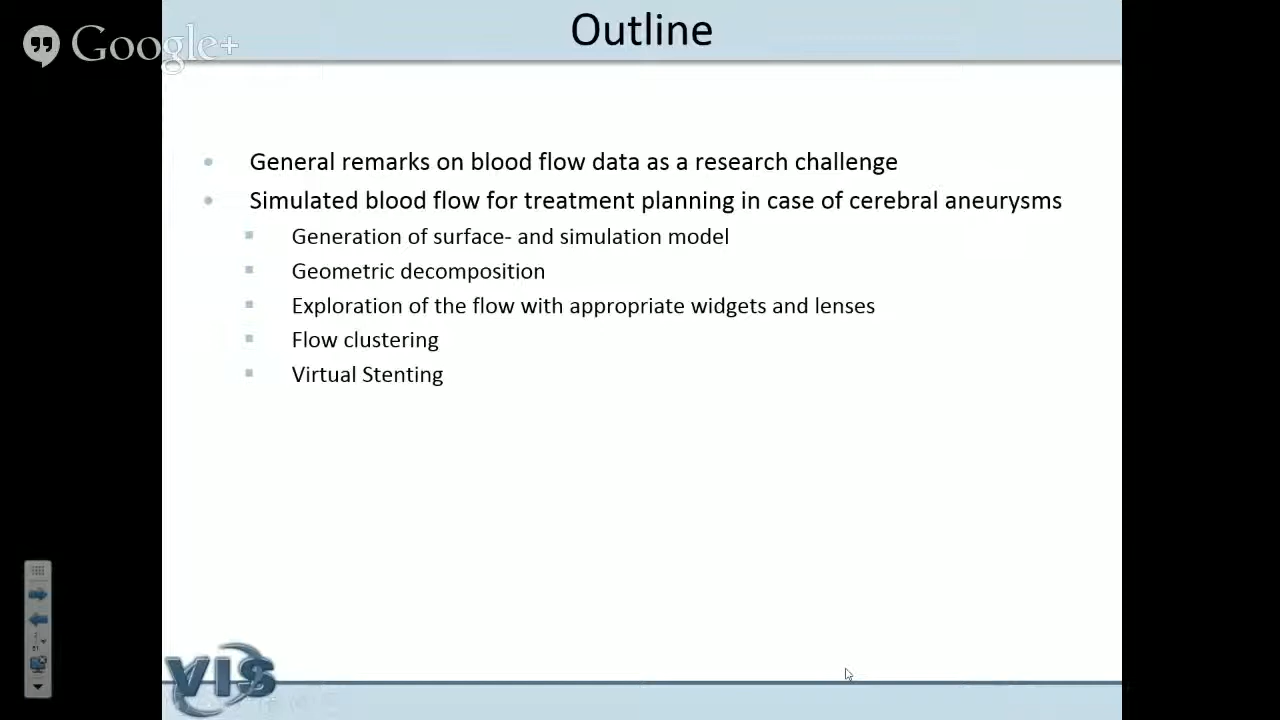 Google+
Outline
General remarks on blood flow data as a research challenge
Simulated blood flow for treatment planning in case of cerebral aneurysms
Generation of surface- and simulation model
Geometric decomposition
Exploration of the flow with appropriate widgets and lenses
Flow clustering
Virtual Stenting
VIS